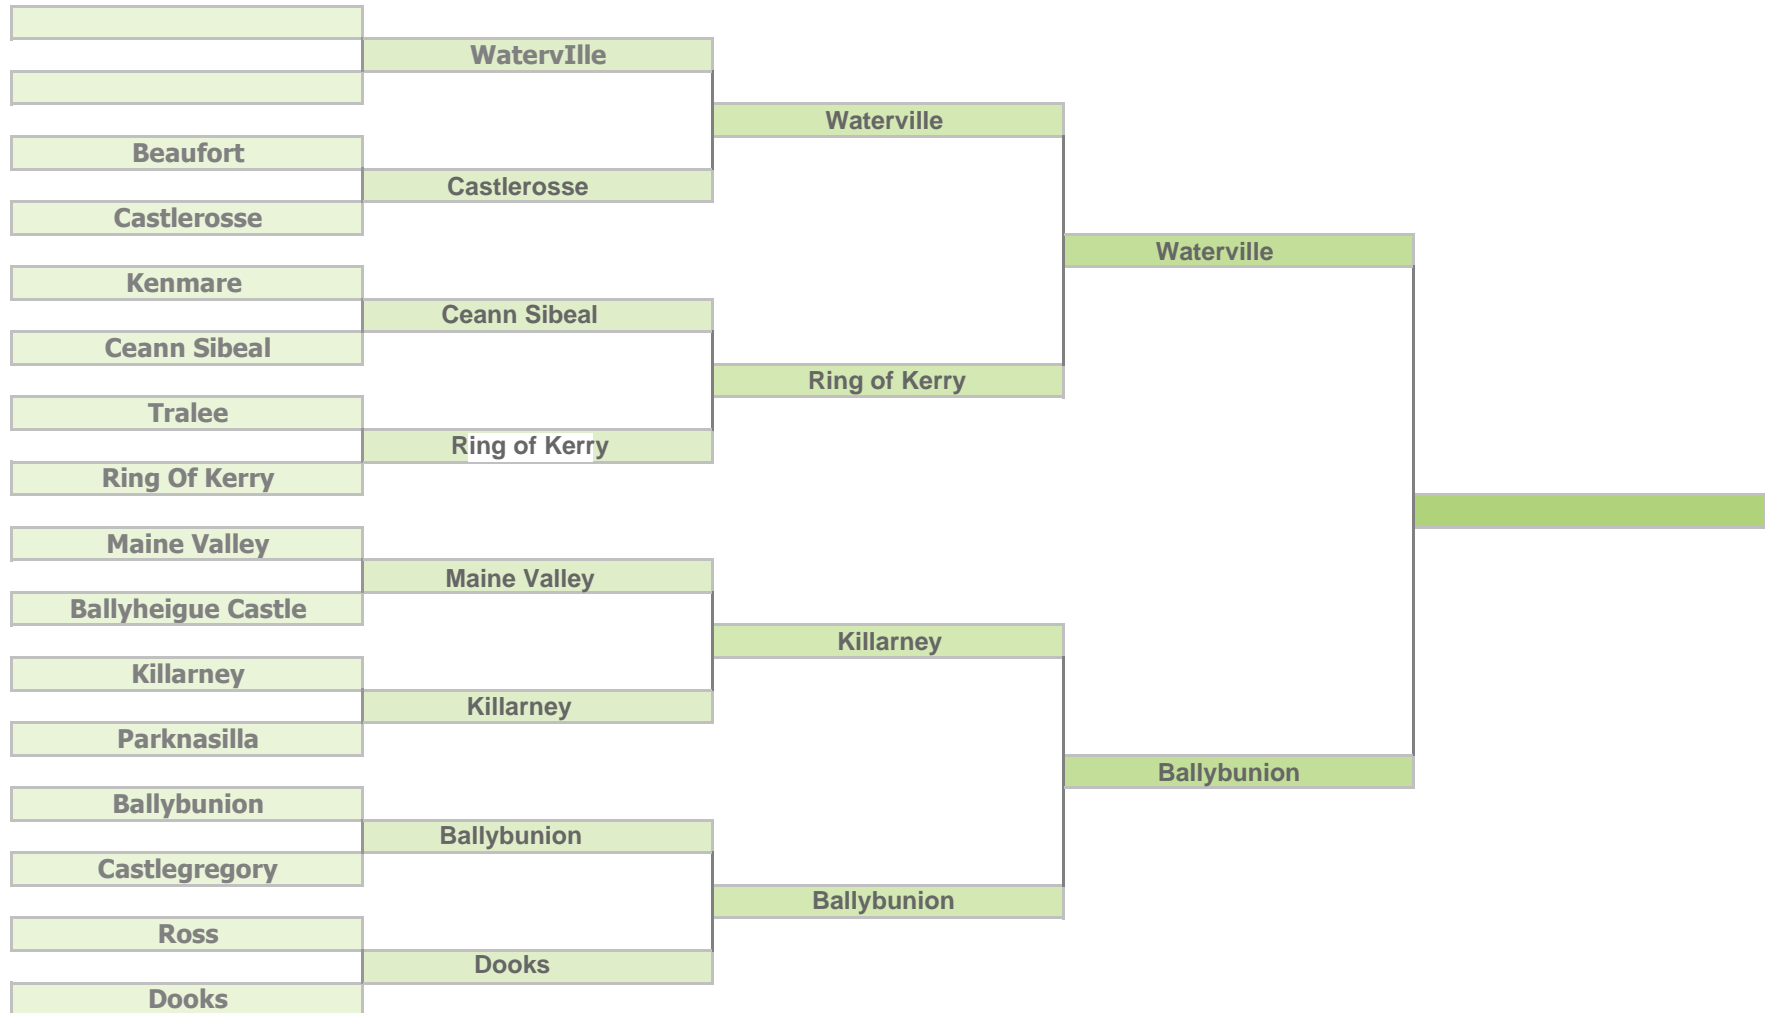 WatervIlle
Waterville
Beaufort
Castlerosse
Castlerosse
Waterville
Kenmare
Ceann Sibeal
Ceann Sibeal
Ring of Kerry
Tralee
Ring of Kerry
Ring Of Kerry
Maine Valley
Maine Valley
Ballyheigue Castle
Killarney
Killarney
Killarney
Parknasilla
Ballybunion
Ballybunion
Ballybunion
Castlegregory
Ballybunion
Ross
Dooks
Dooks